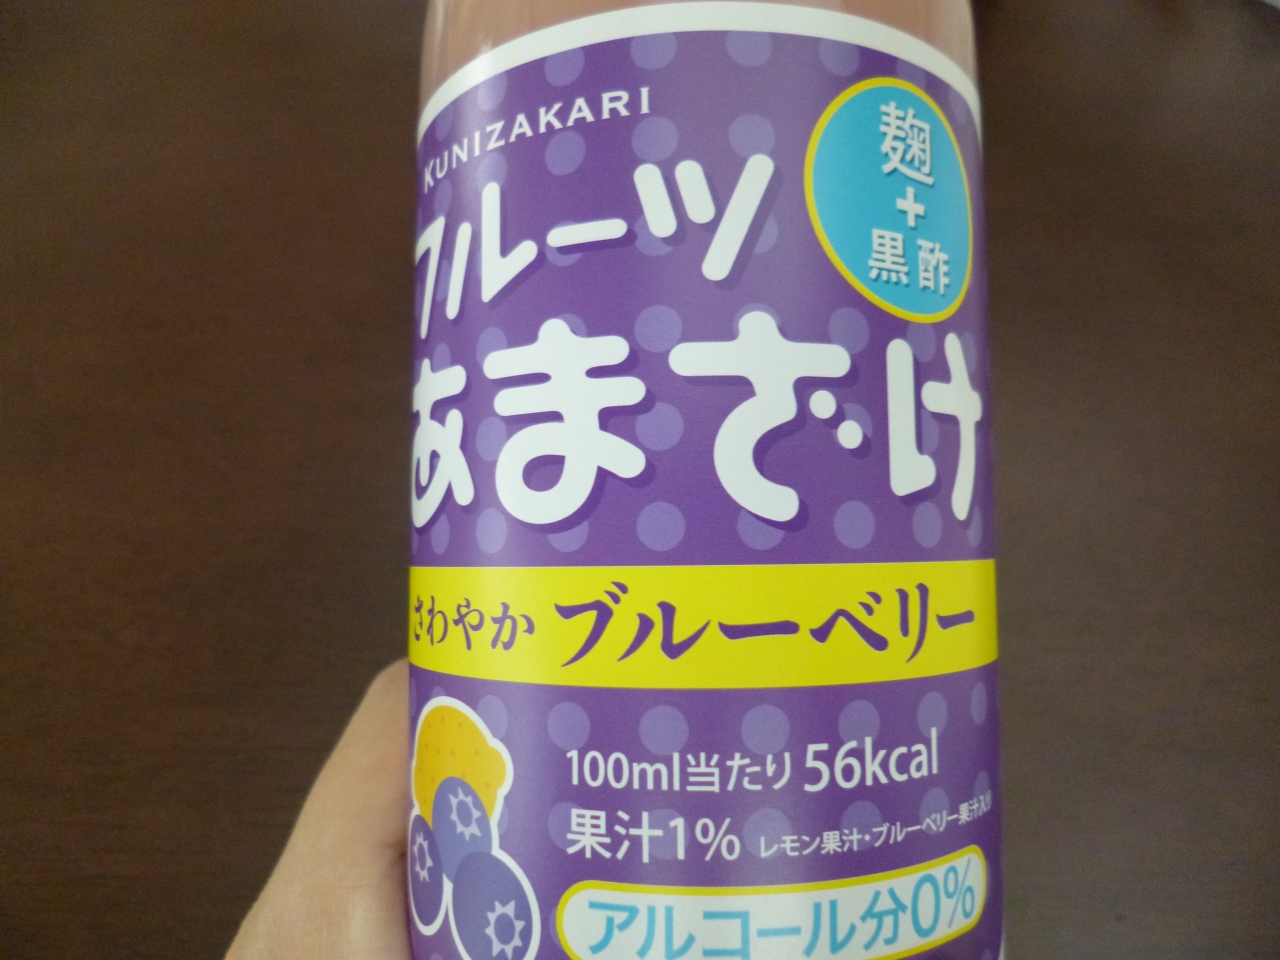 KUNIZAKARI
麹
+
黒酢
フルーツ
あまざけ
さわやか ブルーベリー
100ml当たり 56kcal
果汁1% レモン果汁・ブルーベリー果汁入り
アルコール分0%